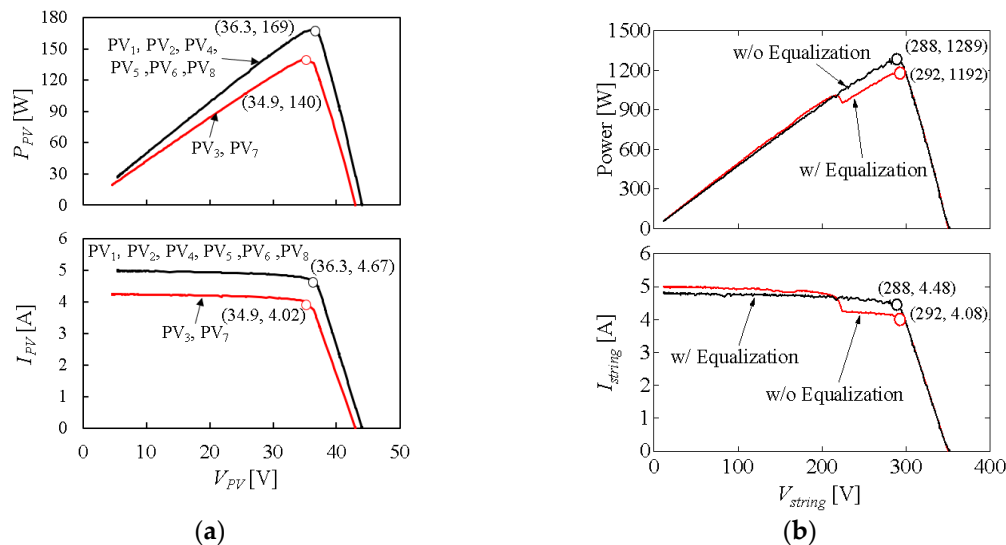 180
150
120
90
60
30
0
P_PV [W]
(36.3, 169)
PV1, PV2, PV4,
PV5 ,PV6 ,PV8
(34.9, 140)
PV3, PV7
6
5
4
3
2
1
0
I_PV [A]
PV1, PV2, PV4, PV5 ,PV6 ,PV8
(36.3, 4.67)
(34.9, 4.02)
PV3, PV7
0 10 20 30 40 50
V_PV [V]
(a)
1500
1200
900
600
300
0
Power [W]
w/o Equalization
(288, 1289)
(292, 1192)
w/ Equalization
6
5
4
3
2
1
0
I_string [A]
(288, 4.48)
(292, 4.08)
w/ Equalization
w/o Equalization
0 100 200 300 400
V_string [V]
(b)